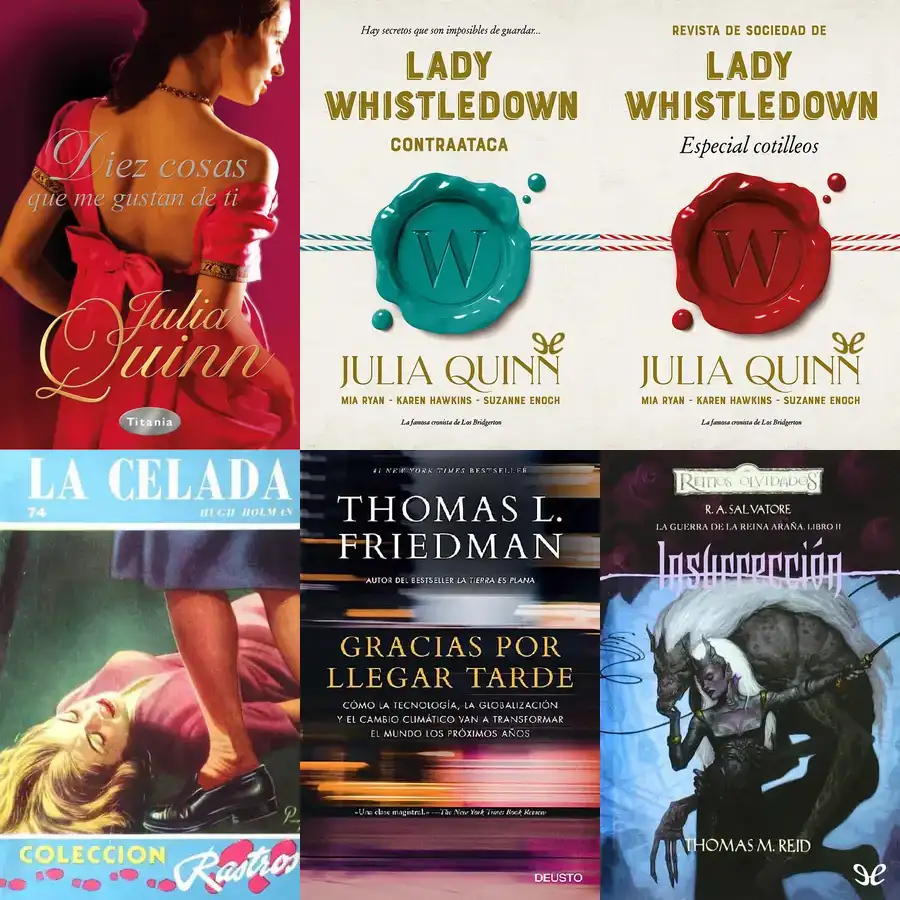 Diez cosas
que me gustan de ti
Julia
Quinn
Titania
Hay secretos que son imposibles de guardar...
LADY
WHISTLEDOWN
CONTRAATACA
W
JULIA QUINN
MIA RYAN - KAREN HAWKINS - SUZANNE ENOCH
La famosa cronista de Los Bridgerton
REVISTA DE SOCIEDAD DE
LADY
WHISTLEDOWN
Especial cotilleos
W
JULIA QUINN
MIA RYAN - KAREN HAWKINS - SUZANNE ENOCH
La famosa cronista de Los Bridgerton
LA CELADA
74
HUGH HOLMAN
COLECCION
Rastros
#1 NEW YORK TIMES BESTSELLER
THOMAS L.
FRIEDMAN
AUTOR DEL BESTSELLER LA TIERRA ES PLANA
GRACIAS POR
LLEGAR TARDE
CÓMO LA TECNOLOGÍA, LA GLOBALIZACIÓN
Y EL CAMBIO CLIMÁTICO VAN A TRANSFORMAR
EL MUNDO LOS PRÓXIMOS AÑOS
«Una clase magistral.» —The New York Times Book Review
DEUSTO
REINOS OLVIDADOS
R. A. SALVATORE
LA GUERRA DE LA REINA ARAÑA. LIBRO II
Insurrección
THOMAS M. REID